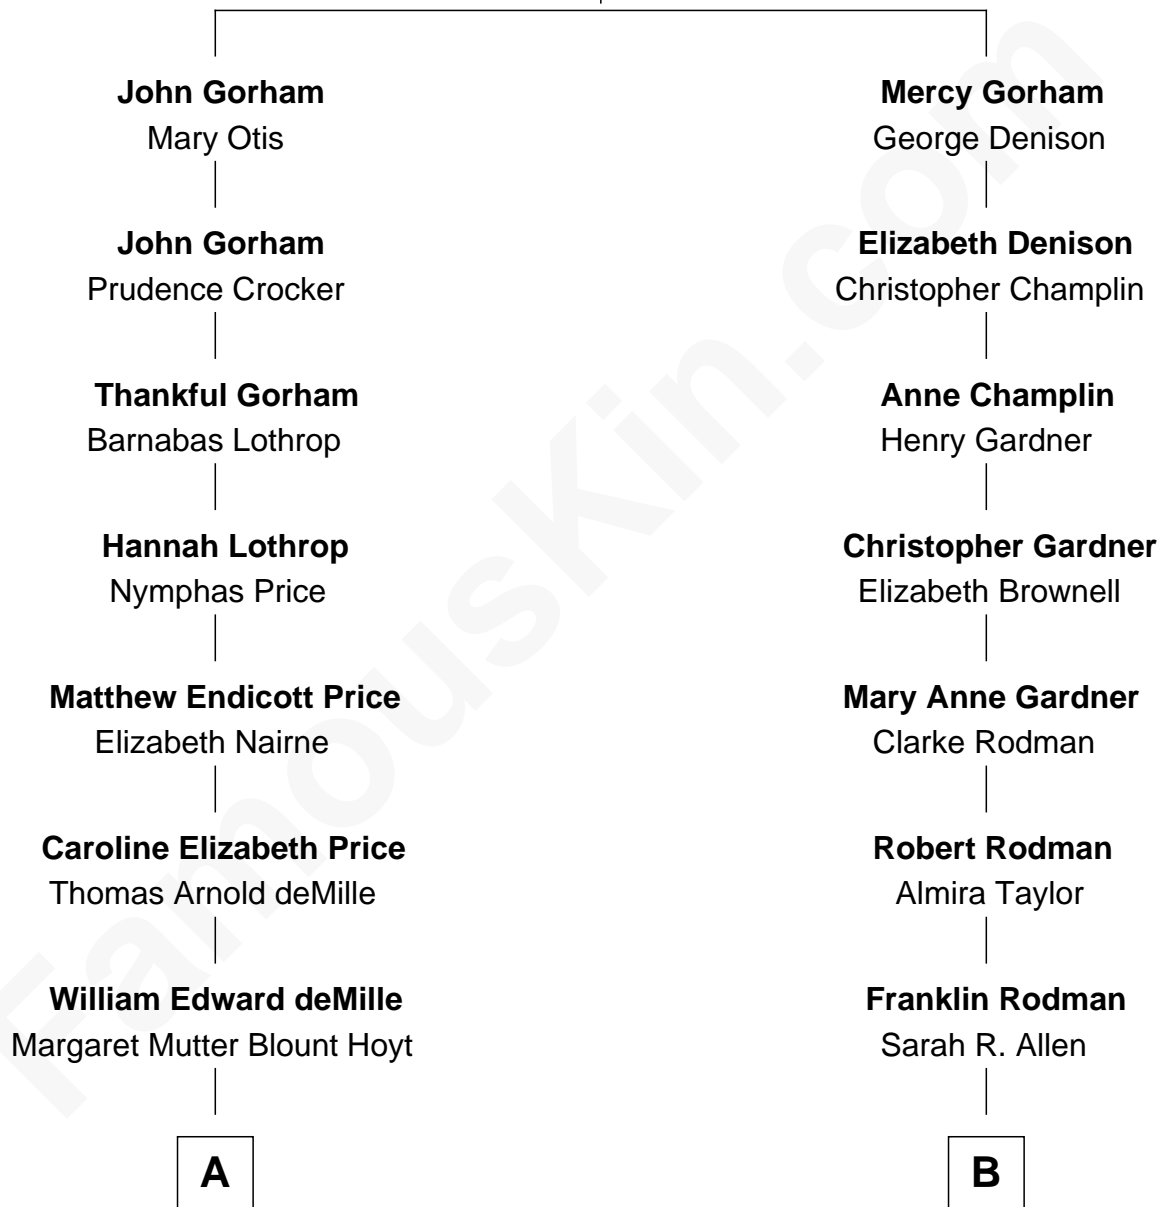 John Gorham
Mary Otis
John Gorham
Prudence Crocker
Thankful Gorham
Barnabas Lothrop
Hannah Lothrop
Nymphas Price
Matthew Endicott Price
Elizabeth Nairne
Caroline Elizabeth Price
Thomas Arnold deMille
William Edward deMille
Margaret Mutter Blount Hoyt
A
Mercy Gorham
George Denison
Elizabeth Denison
Christopher Champlin
Anne Champlin
Henry Gardner
Christopher Gardner
Elizabeth Brownell
Mary Anne Gardner
Clarke Rodman
Robert Rodman
Almira Taylor
Franklin Rodman
Sarah R. Allen
B
FamousKin.com